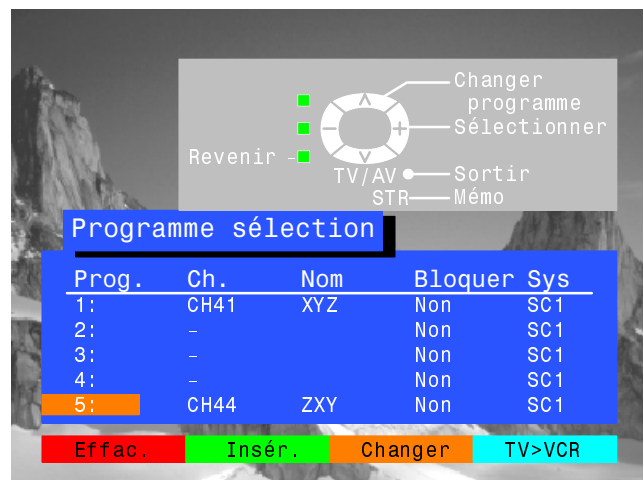 Changer
programme
Sélectionner
Revenir
TV/AV Sortir
STR Mémo
Programme sélection
Prog. Ch. Nom Bloquer Sys
1: CH41 XYZ Non SC1
2: – Non SC1
3: – Non SC1
4: – Non SC1
5: CH44 ZXY Non SC1
Effac. Insér. Changer TV>VCR